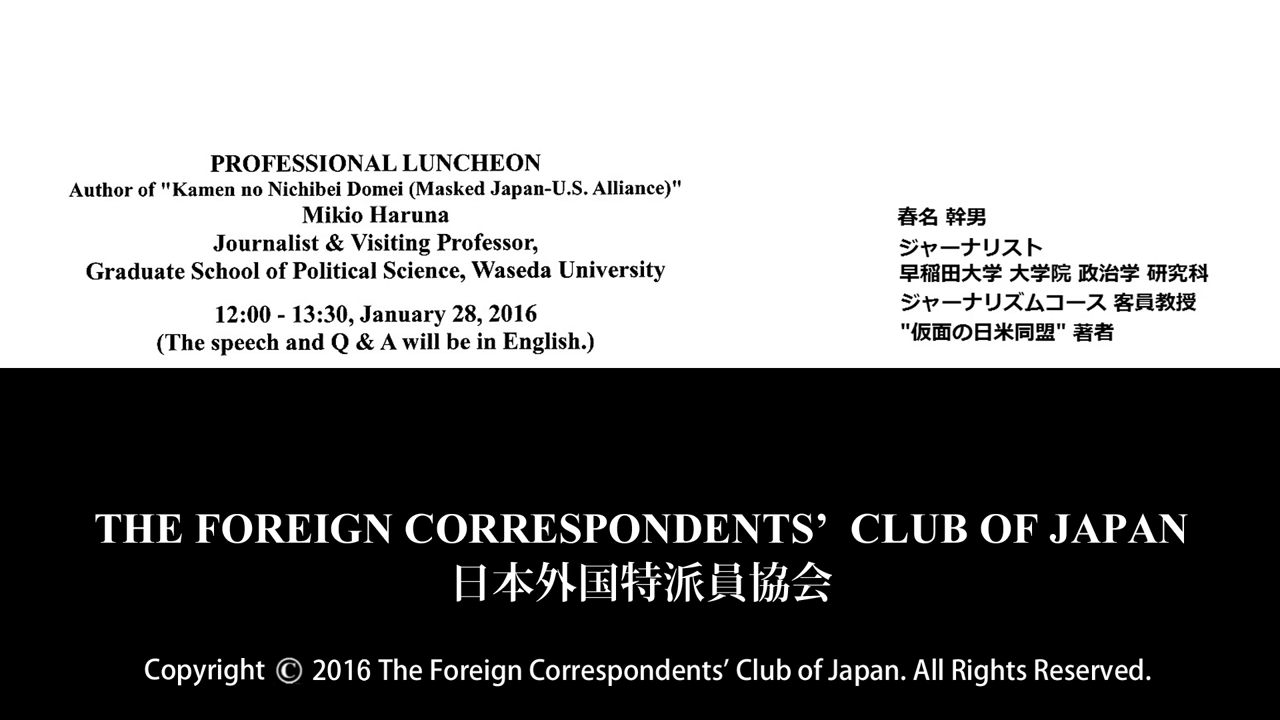 PROFESSIONAL LUNCHEON
Author of "Kamen no Nichibei Domei (Masked Japan-U.S. Alliance)"
Mikio Haruna
Journalist & Visiting Professor,
Graduate School of Political Science, Waseda University
12:00 - 13:30, January 28, 2016
(The speech and Q & A will be in English.)
春名 幹男
ジャーナリスト
早稲田大学 大学院 政治学 研究科
ジャーナリズムコース 客員教授
"仮面の日米同盟" 著者
THE FOREIGN CORRESPONDENTS’ CLUB OF JAPAN
日本外国特派員協会
Copyright © 2016 The Foreign Correspondents’ Club of Japan. All Rights Reserved.